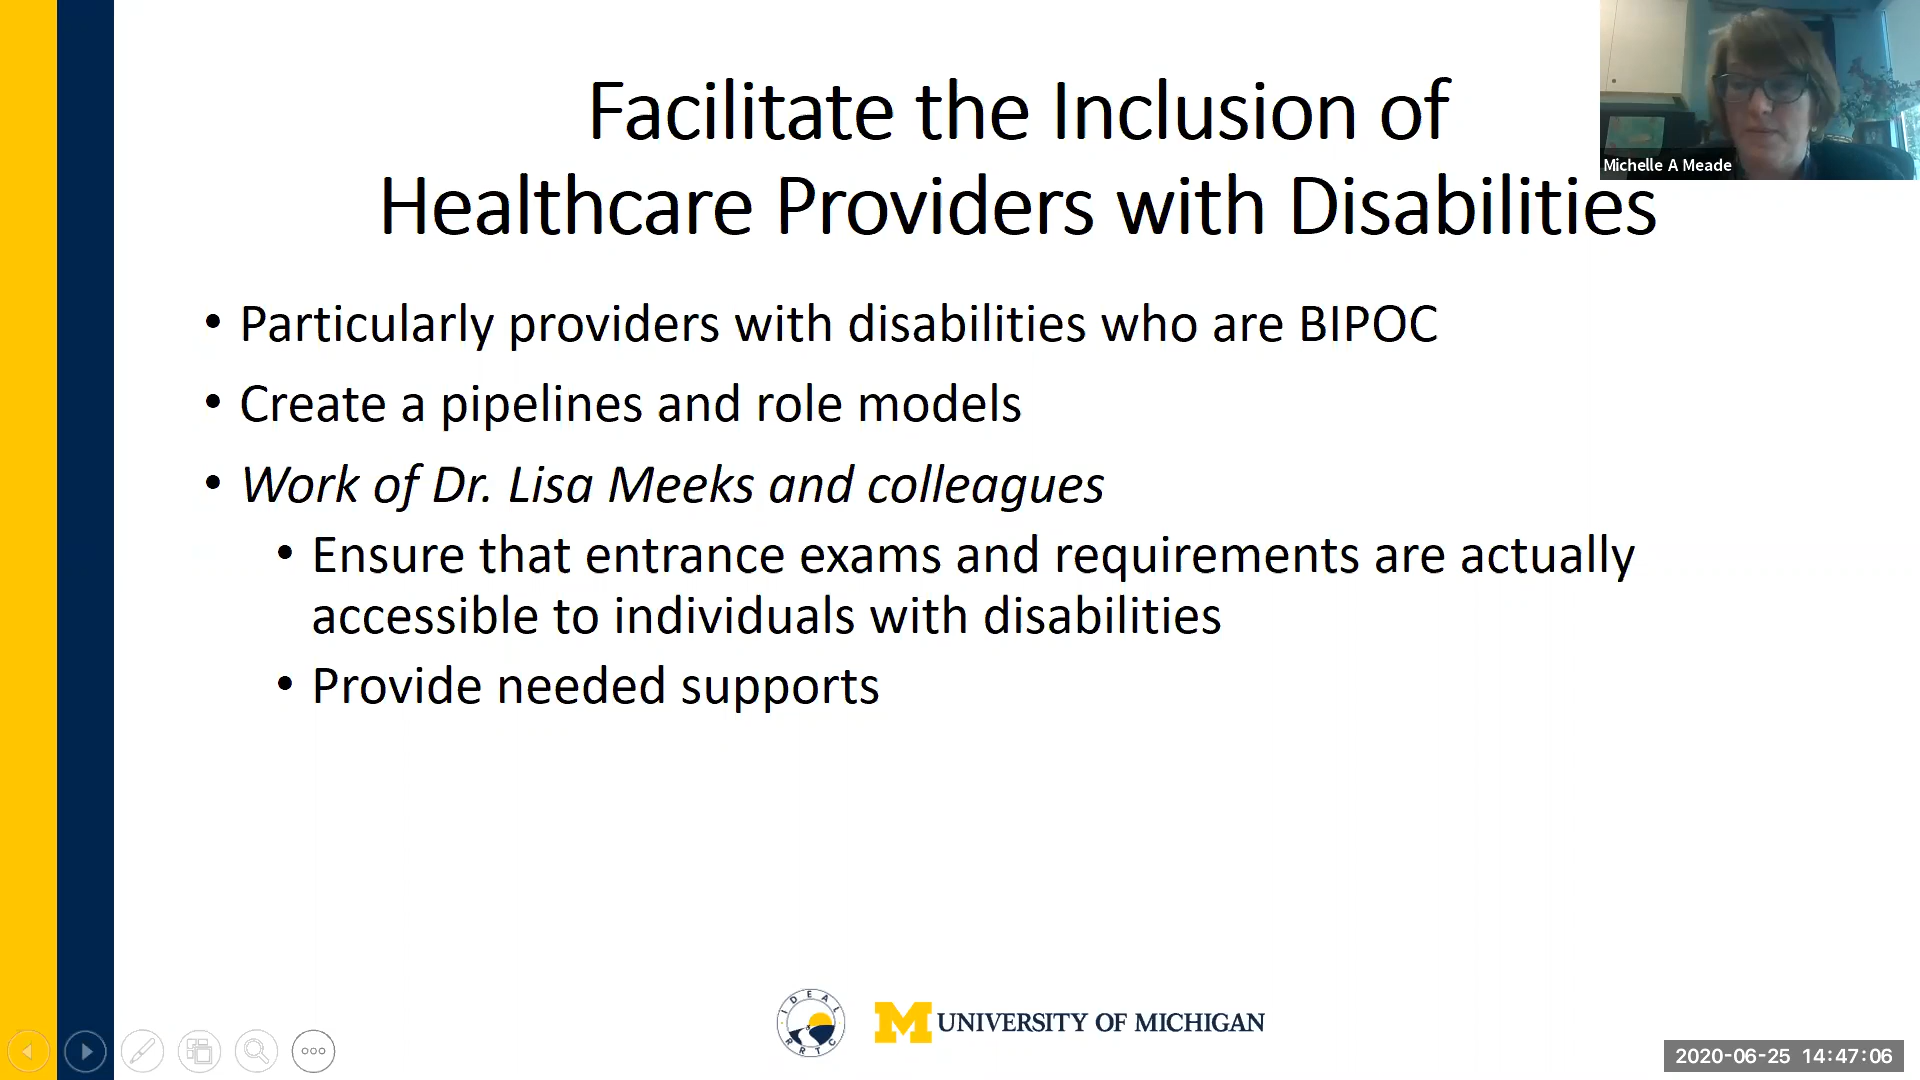 Facilitate the Inclusion of
Healthcare Providers with Disabilities
Michelle A Meade
• Particularly providers with disabilities who are BIPOC
• Create a pipelines and role models
• Work of Dr. Lisa Meeks and colleagues
• Ensure that entrance exams and requirements are actually
accessible to individuals with disabilities
• Provide needed supports
IDEAL RRTC
M UNIVERSITY OF MICHIGAN
2020-06-25 14:47:06